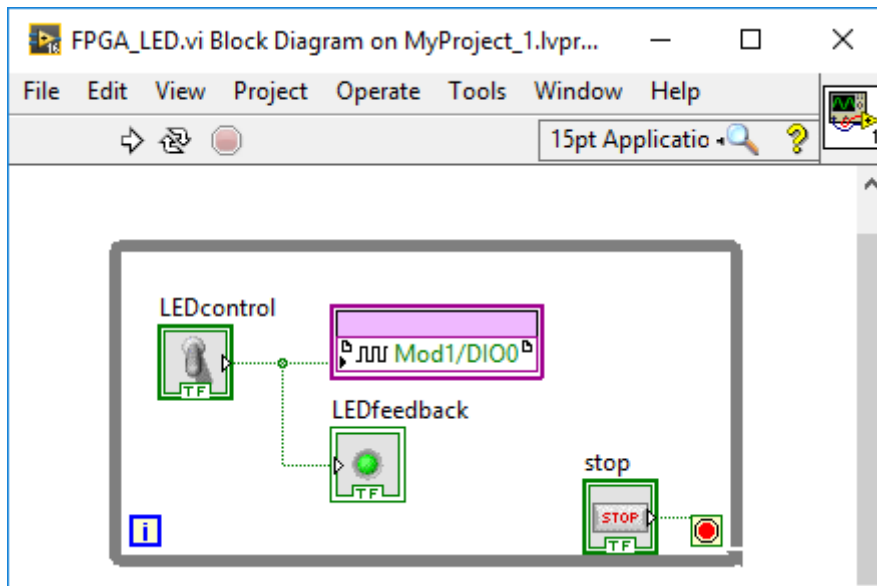 FPGA_LED.vi Block Diagram on MyProject_1.lvpr...
File Edit View Project Operate Tools Window Help
15pt Applicatio
LEDcontrol
TF
Mod1/DIO0
LEDfeedback
TF
stop
STOP
TF
i